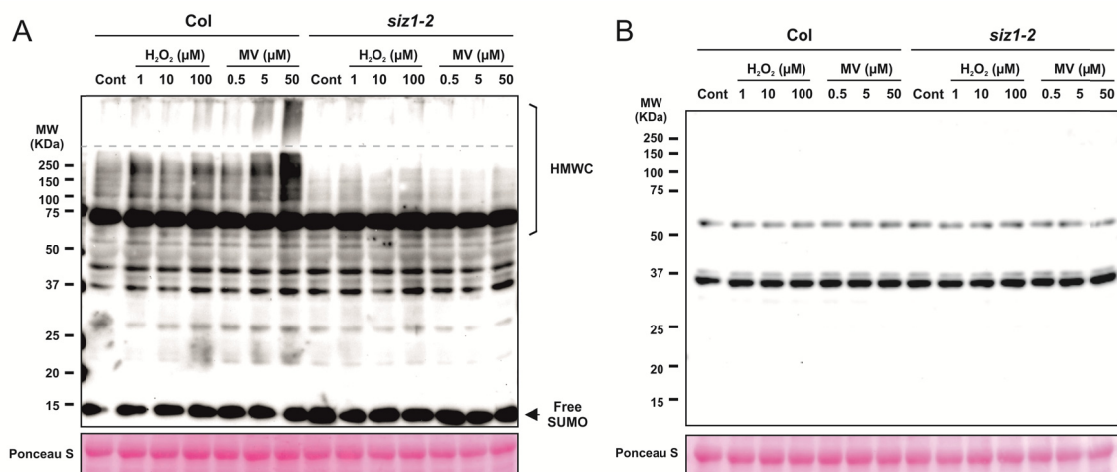 A
Col
siz1-2
H₂O₂ (µM)
MV (µM)
H₂O₂ (µM)
MV (µM)
Cont 1 10 100 0.5 5 50 Cont 1 10 100 0.5 5 50
MW
(KDa)
250
150
100
75
50
37
25
20
15
HMWC
Free
SUMO
Ponceau S
B
Col
siz1-2
H₂O₂ (µM)
MV (µM)
H₂O₂ (µM)
MV (µM)
Cont 1 10 100 0.5 5 50 Cont 1 10 100 0.5 5 50
MW
(KDa)
250
150
100
75
50
37
25
20
15
Ponceau S